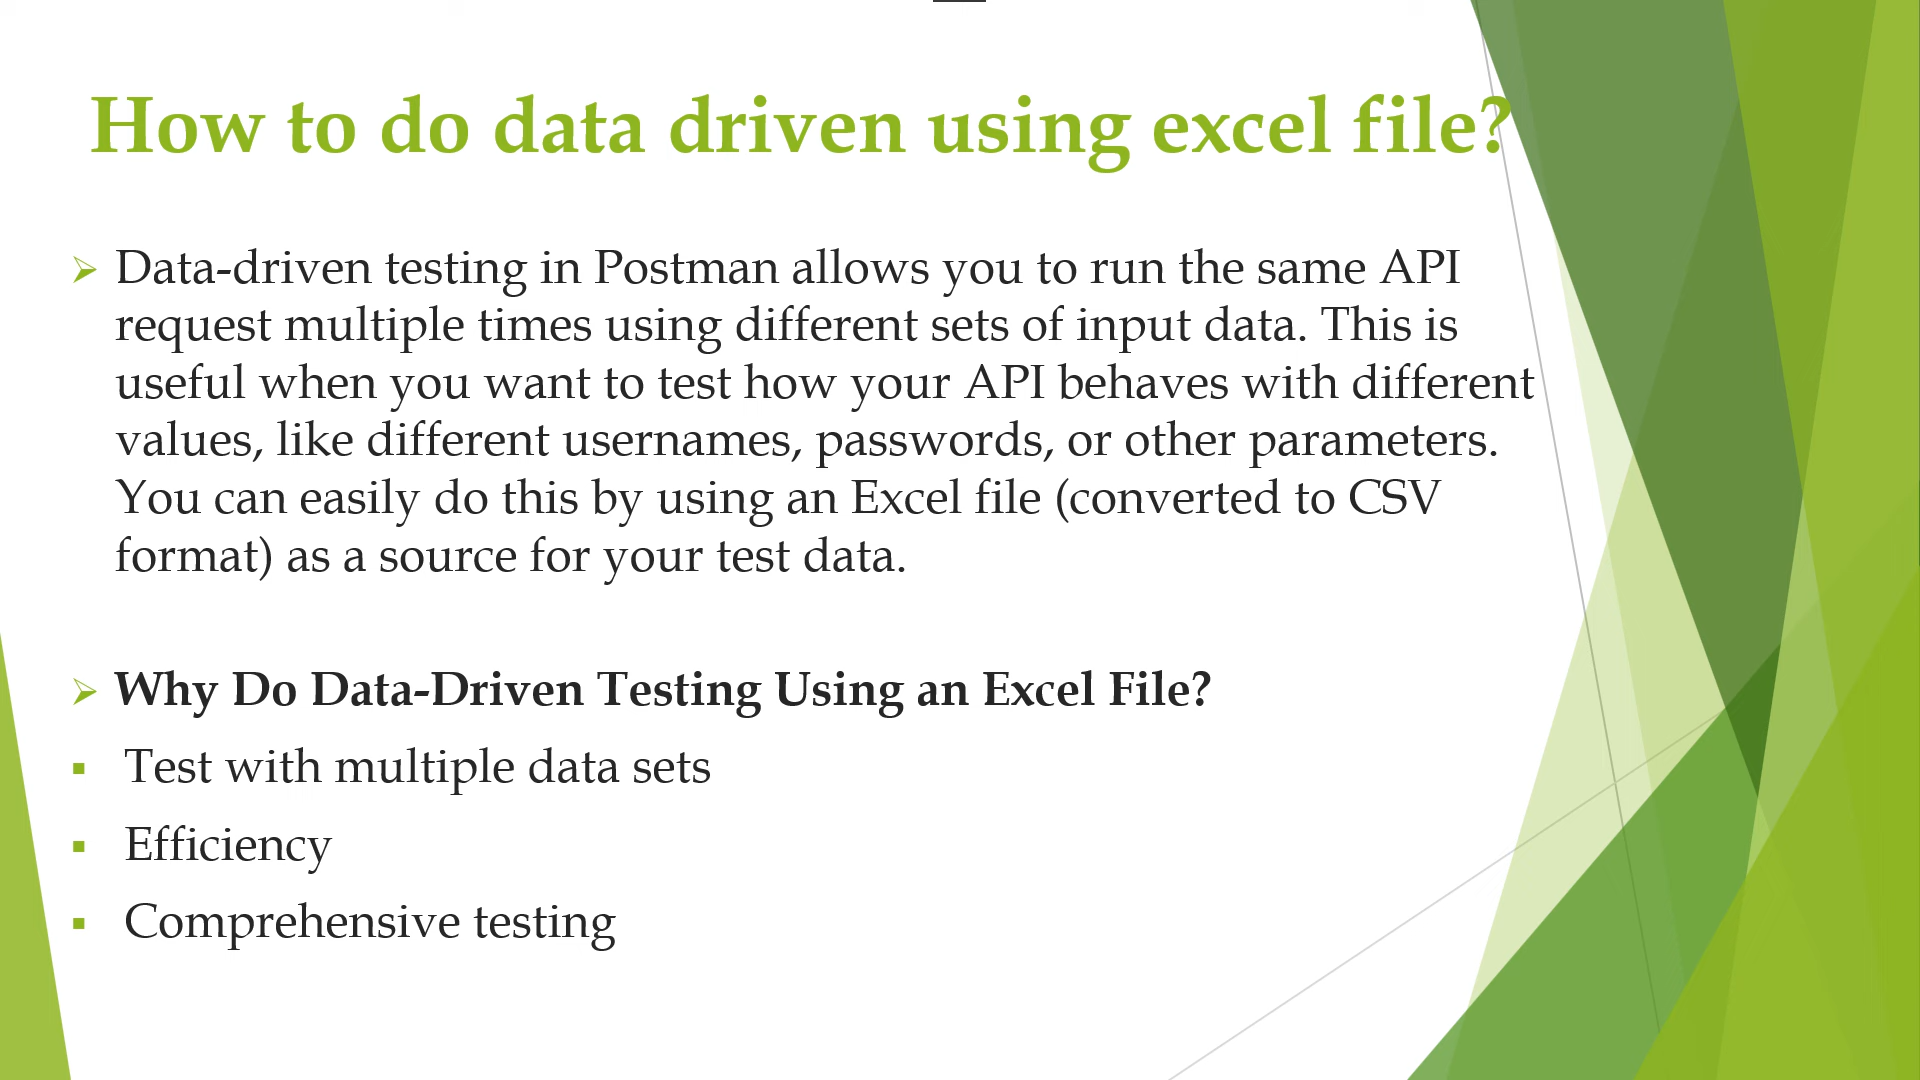 How to do data driven using excel file?
Data-driven testing in Postman allows you to run the same API
request multiple times using different sets of input data. This is
useful when you want to test how your API behaves with different
values, like different usernames, passwords, or other parameters.
You can easily do this by using an Excel file (converted to CSV
format) as a source for your test data.
Why Do Data-Driven Testing Using an Excel File?
Test with multiple data sets
Efficiency
Comprehensive testing